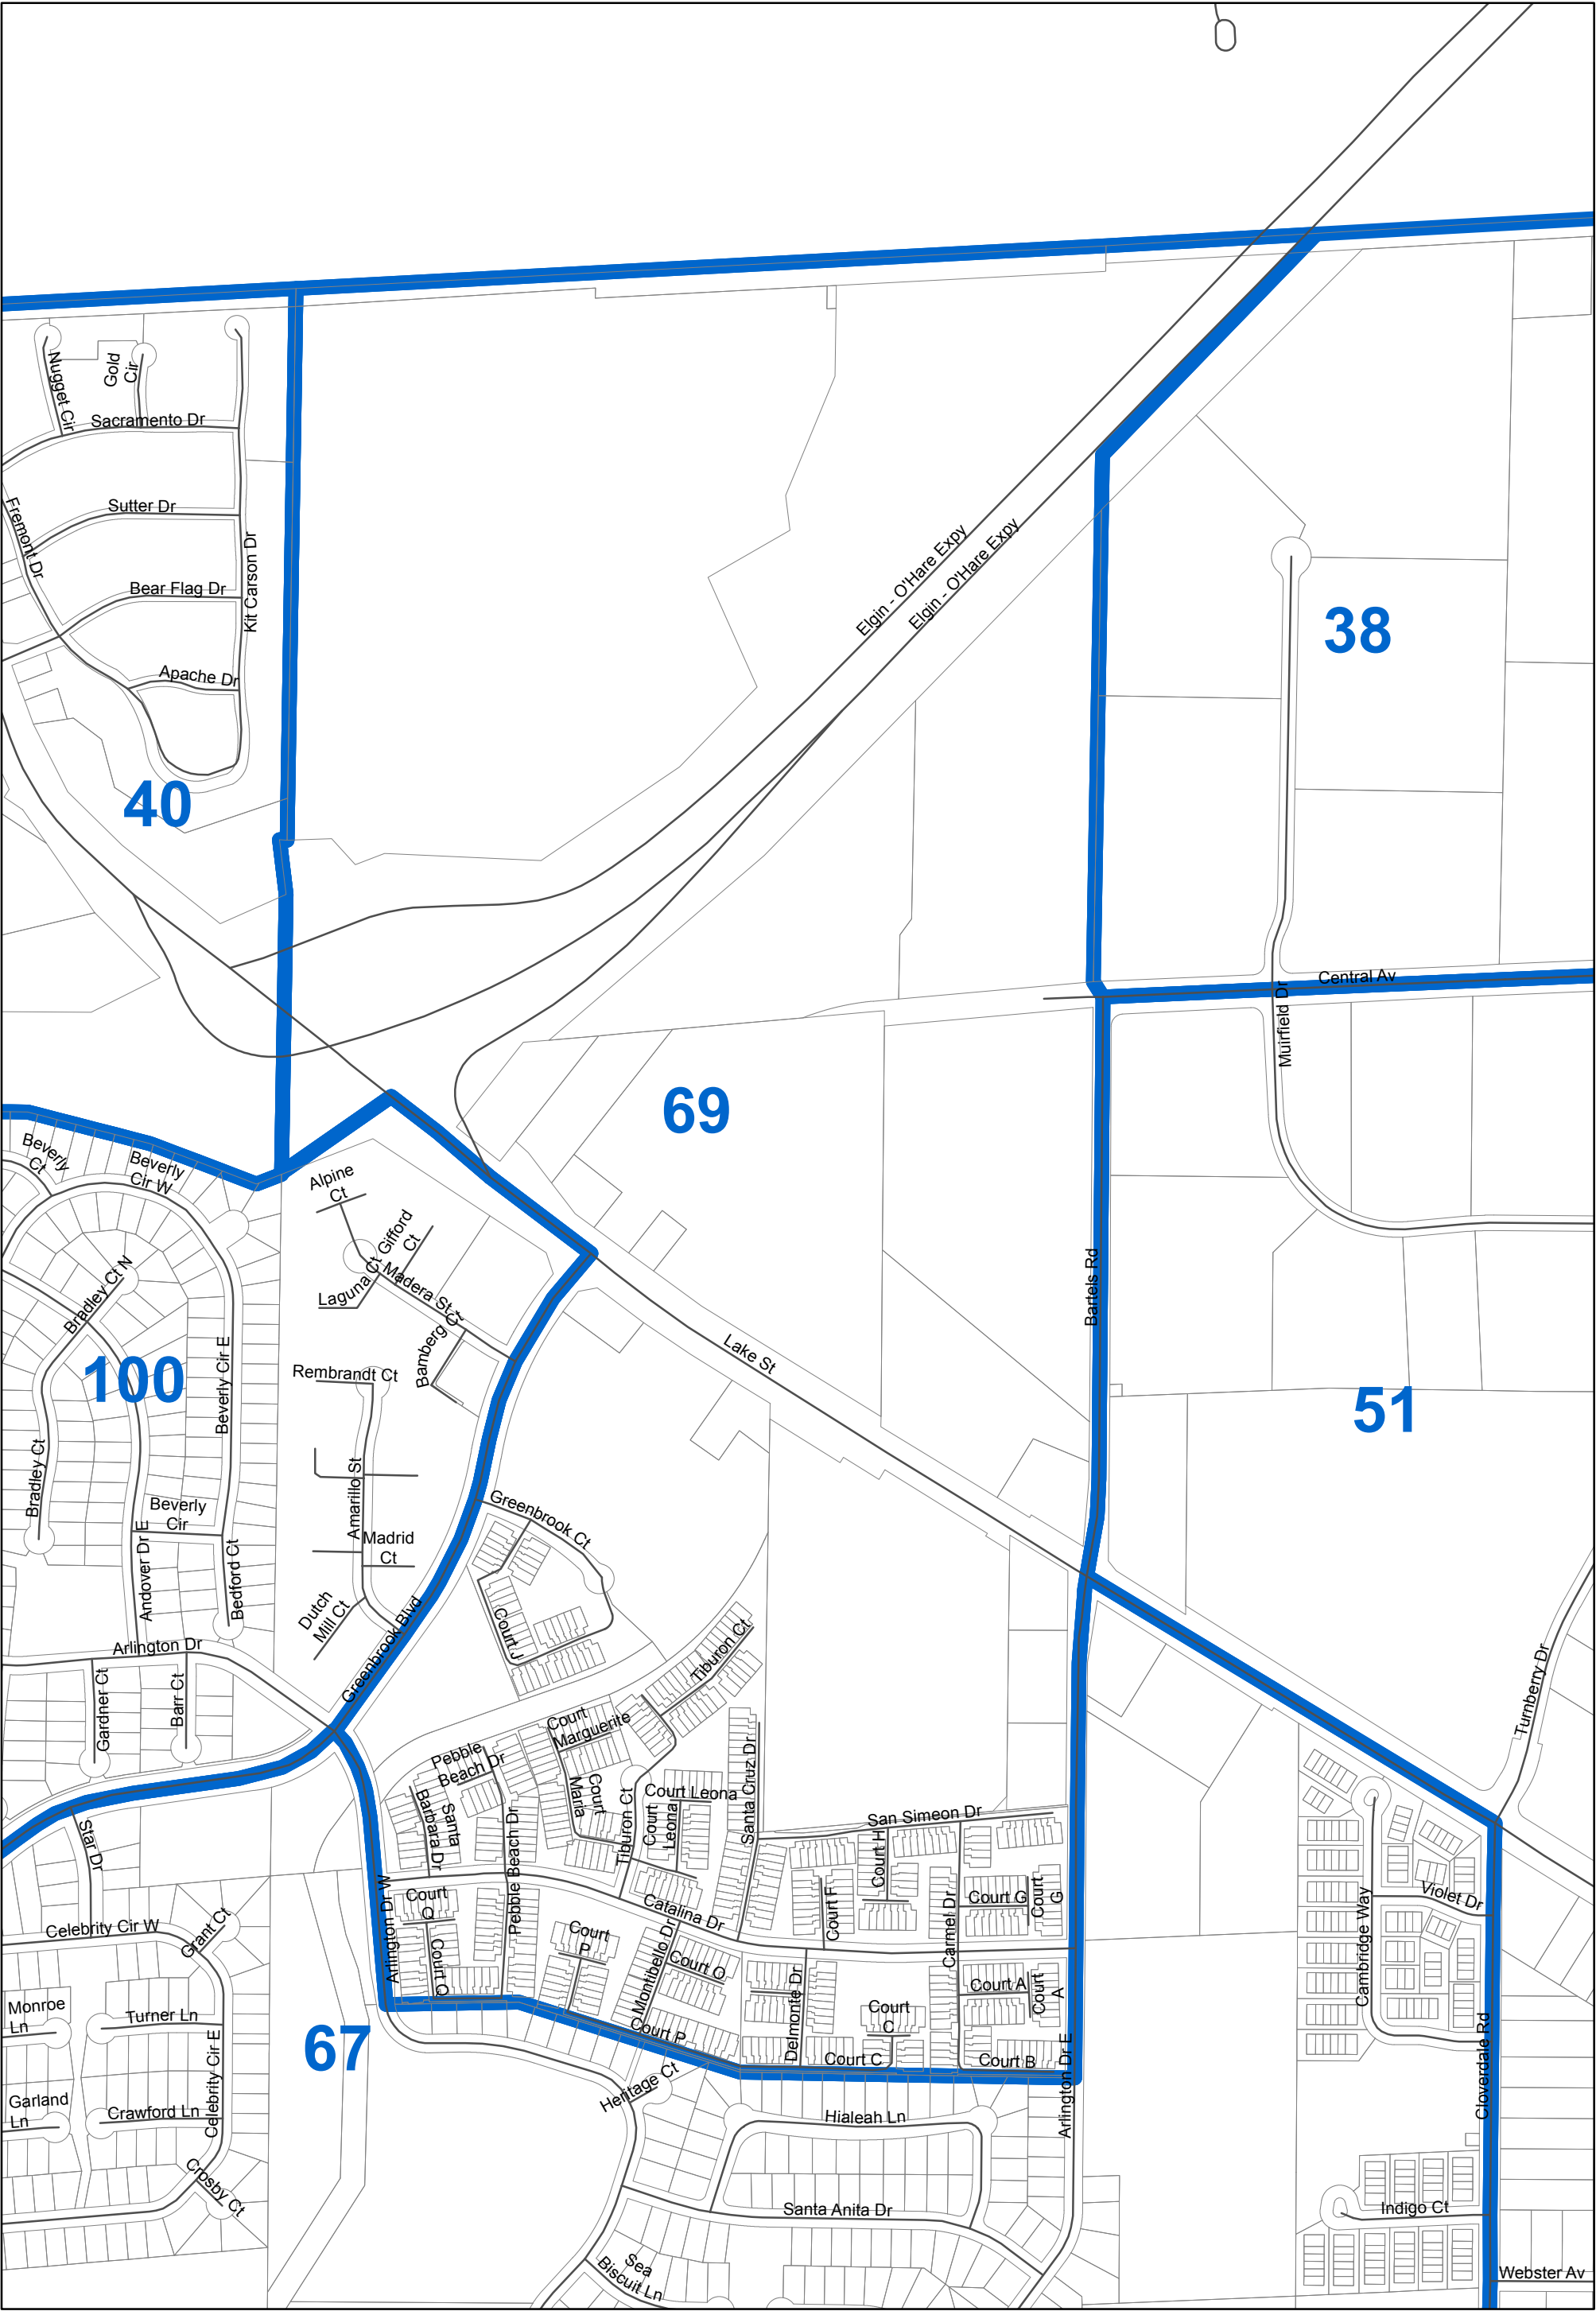 Nugget Cir
Gold
Cir
Sacramento Dr
Fremont Dr
Sutter Dr
Kit Carson Dr
Bear Flag Dr
Apache Dr
Elgin - O'Hare Expy
Elgin - O'Hare Expy
38
40
Central Av
Muirfield Dr
69
Beverly
Ct
Beverly
Cir W
Alpine
Ct
Gifford
Ct
Laguna Ct
Madera St
Bamberg Ct
Bradley Ct N
Bartels Rd
Lake St
100
Beverly Cir E
Rembrandt Ct
51
Bradley Ct
Amarillo St
Greenbrook Ct
Beverly
Cir
Andover Dr E
Bedford Ct
Madrid
Ct
Dutch
Mill Ct
Greenbrook Blvd
Court J
Tiburon Ct
Arlington Dr
Gardner Ct
Barr Ct
Turnberry Dr
Court
Marguerite
Pebble
Beach Dr
Santa
Barbara Dr
Court
Maria
Tiburon Ct
Court Leona
Court
Leona
Santa Cruz Dr
San Simeon Dr
Star Dr
Pebble Beach Dr
Court H
Court F
Carmel Dr
Court G
Court
G
Violet Dr
Cambridge Way
Arlington Dr W
Court
Q
Court Q
Catalina Dr
Celebrity Cir W
Grant Ct
Court
P
Montibello Dr
Court O
Delmonte Dr
Court A
Court
A
Monroe
Ln
Turner Ln
Celebrity Cir E
67
Court P
Court
C
Court C
Court B
Arlington Dr E
Cloverdale Rd
Heritage Ct
Garland
Ln
Crawford Ln
Hialeah Ln
Crosby Ct
Santa Anita Dr
Indigo Ct
Sea
Biscuit Ln
Webster Av